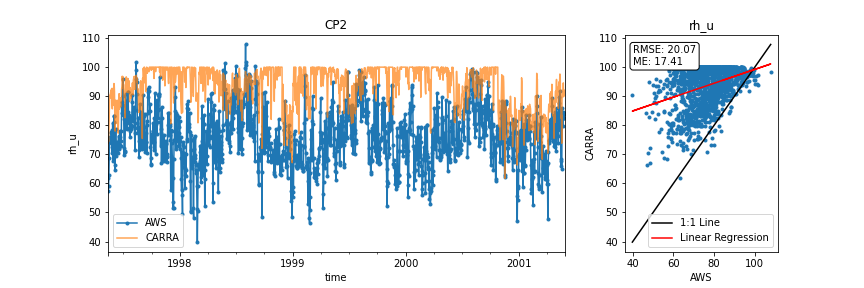 CP2
rh_u
110
100
90
80
70
60
50
40
1998
1999
2000
2001
time
AWS
CARRA
rh_u
CARRA
110
100
90
80
70
60
50
40
40
60
80
100
AWS
RMSE: 20.07
ME: 17.41
1:1 Line
Linear Regression